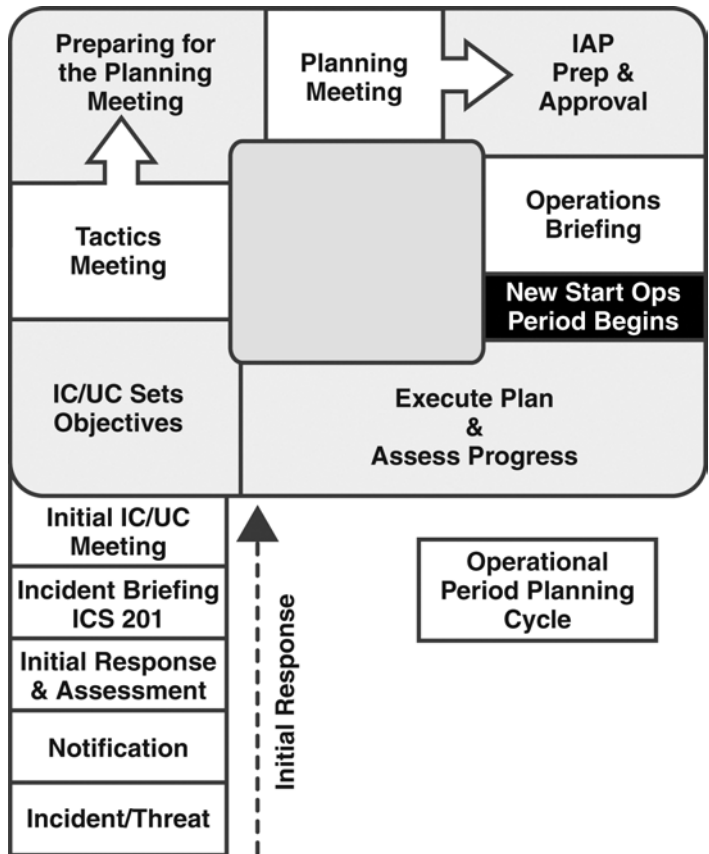 Preparing for
the Planning
Meeting
Planning
Meeting
IAP
Prep &
Approval
Tactics
Meeting
Operations
Briefing
New Start Ops
Period Begins
IC/UC Sets
Objectives
Execute Plan
&
Assess Progress
Initial IC/UC
Meeting
Incident Briefing
ICS 201
Initial Response
& Assessment
Notification
Incident/Threat
Initial Response
Operational
Period Planning
Cycle